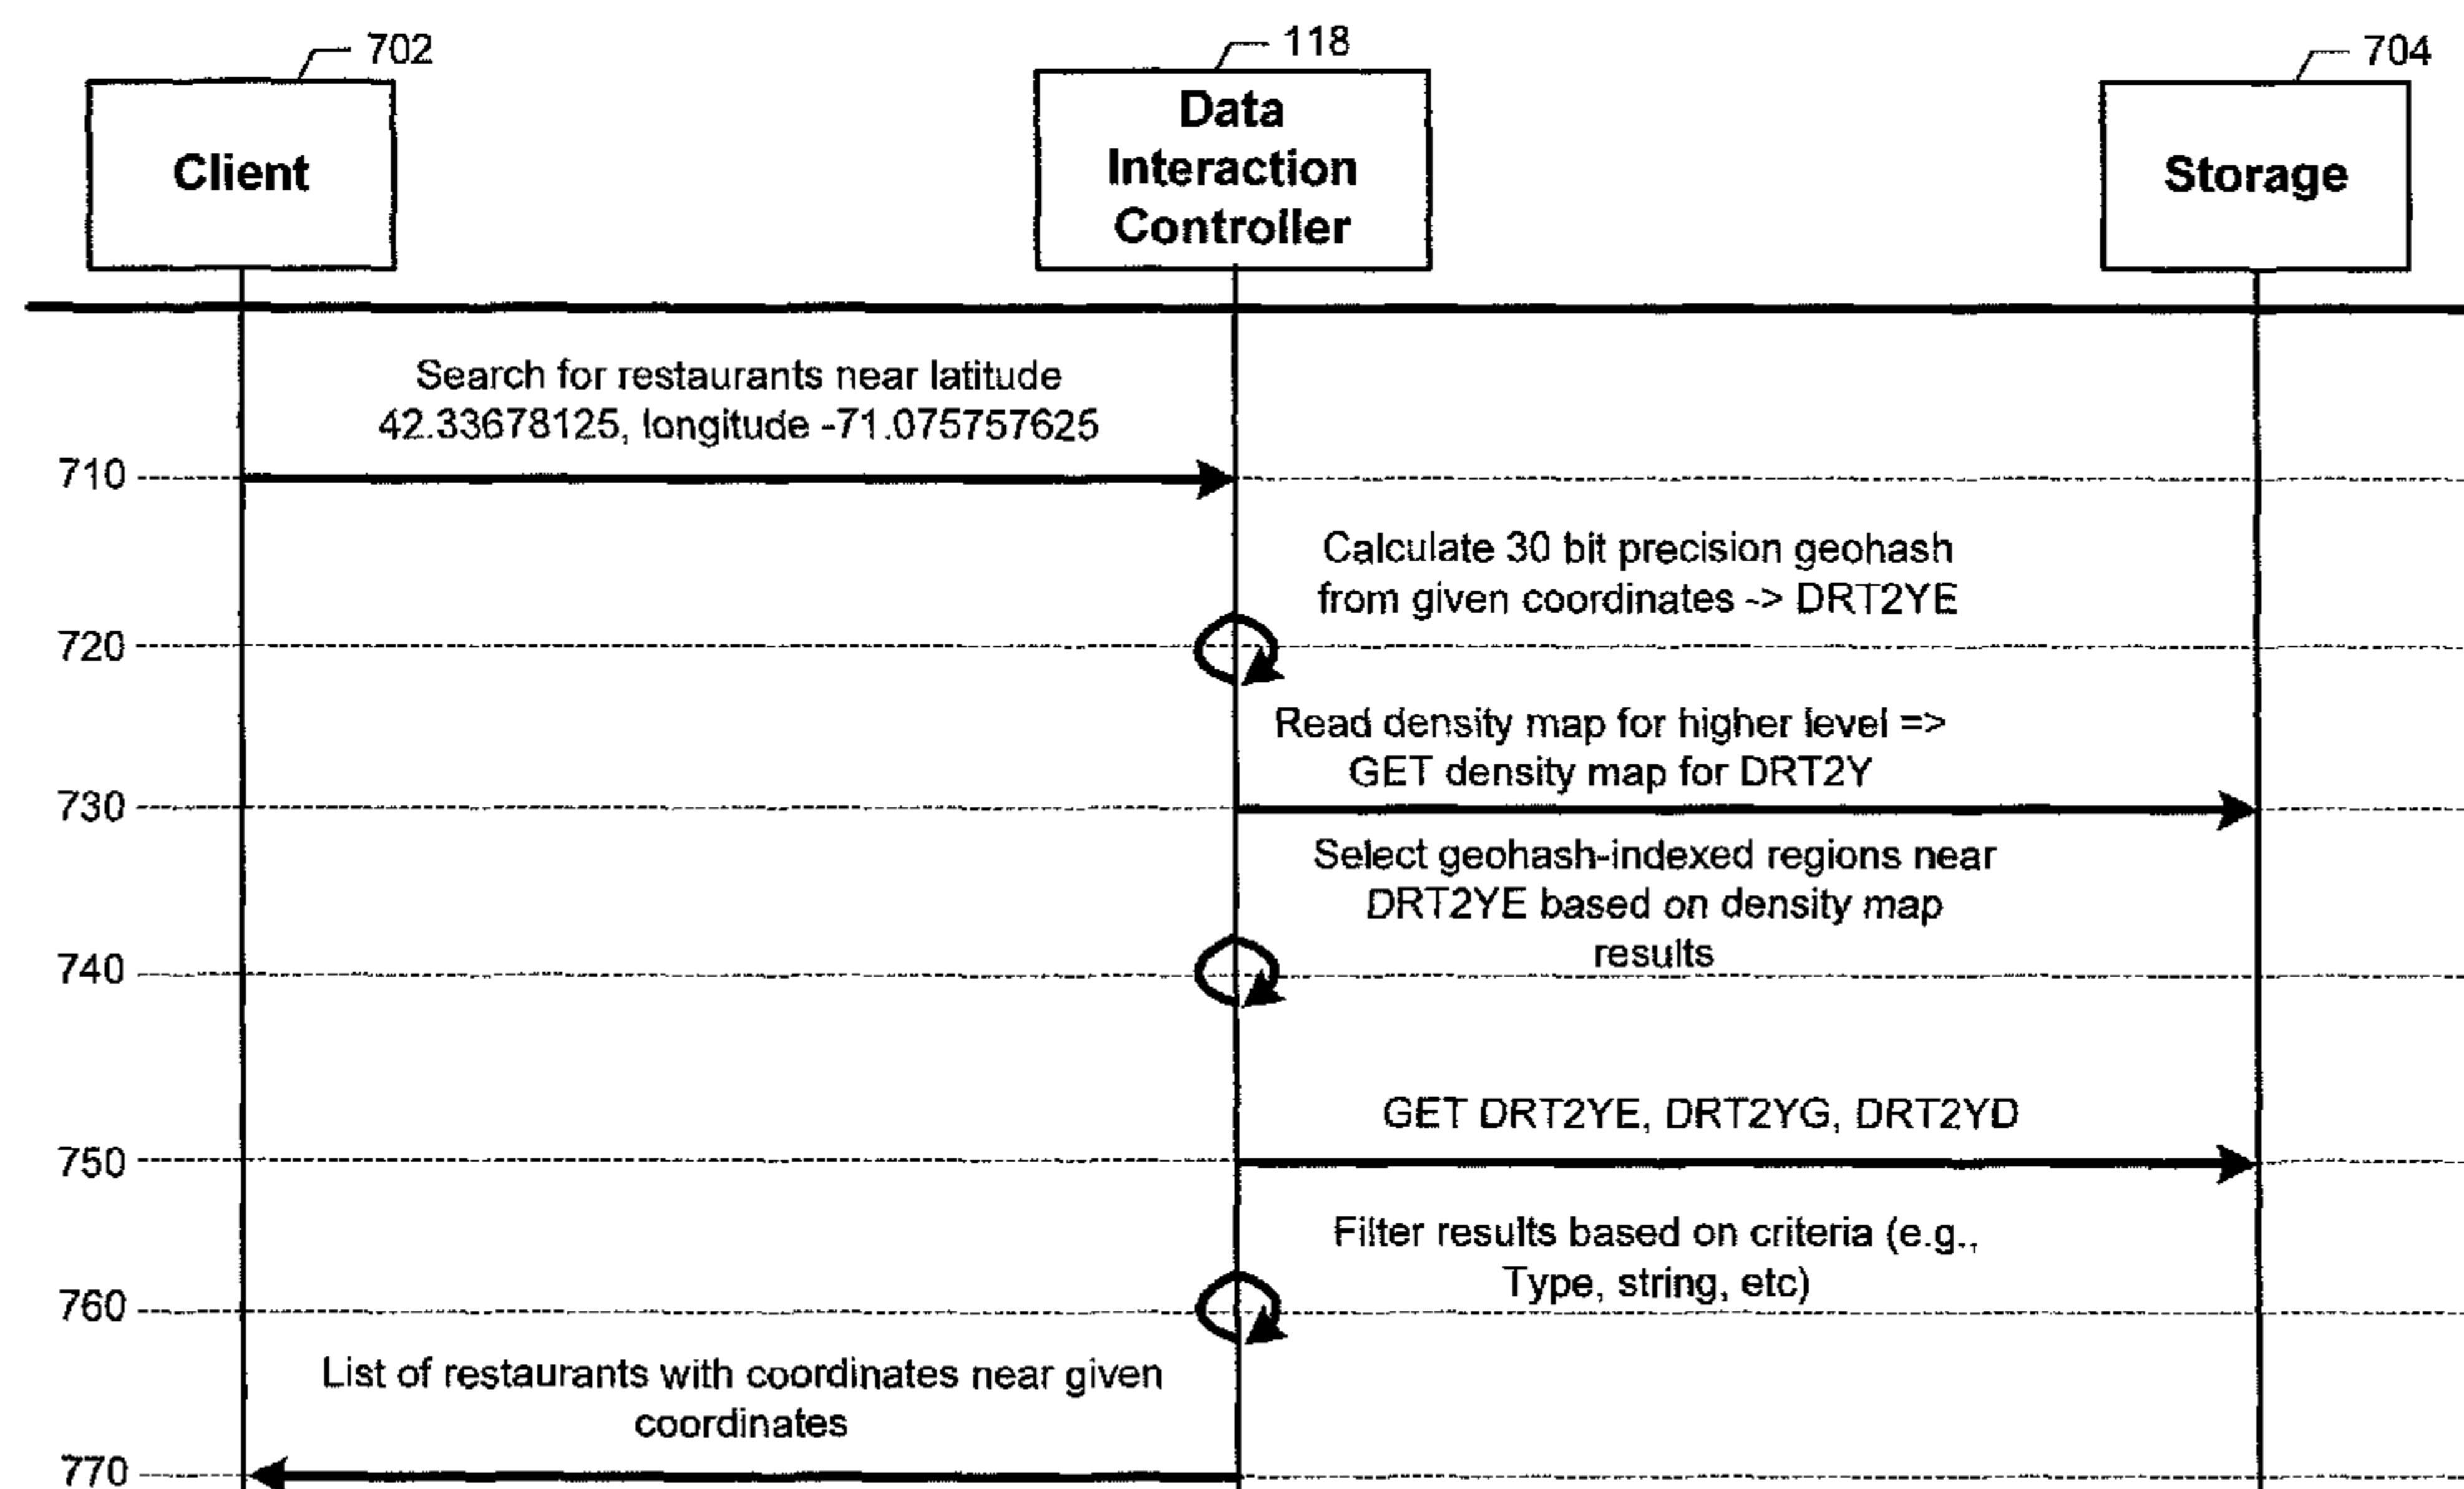 702
118
704
Client
Data
Interaction
Controller
Storage
Search for restaurants near latitude
42.33678125, longitude -71.075757625
710
Calculate 30 bit precision geohash
from given coordinates -> DRT2YE
720
Read density map for higher level =>
GET density map for DRT2Y
730
Select geohash-indexed regions near
DRT2YE based on density map
results
740
GET DRT2YE, DRT2YG, DRT2YD
750
Filter results based on criteria (e.g.,
Type, string, etc)
760
List of restaurants with coordinates near given
coordinates
770